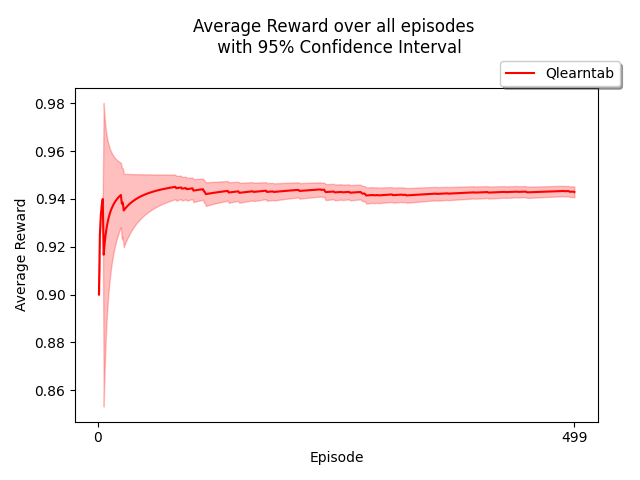 Average Reward over all episodes
with 95% Confidence Interval
Qlearntab
0.98
0.96
0.94
0.92
0.90
0.88
0.86
Average Reward
0
499
Episode